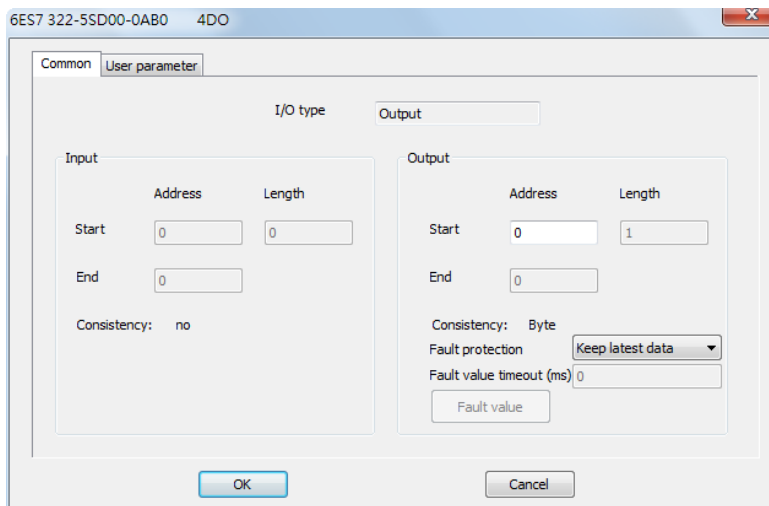 6ES7 322-5SD00-0AB0 4DO
Common User parameter
I/O type Output
Input
Address Length
Start 0 0
End 0
Consistency: no
Output
Address Length
Start 0 1
End 0
Consistency: Byte
Fault protection Keep latest data
Fault value timeout (ms) 0
Fault value
OK Cancel